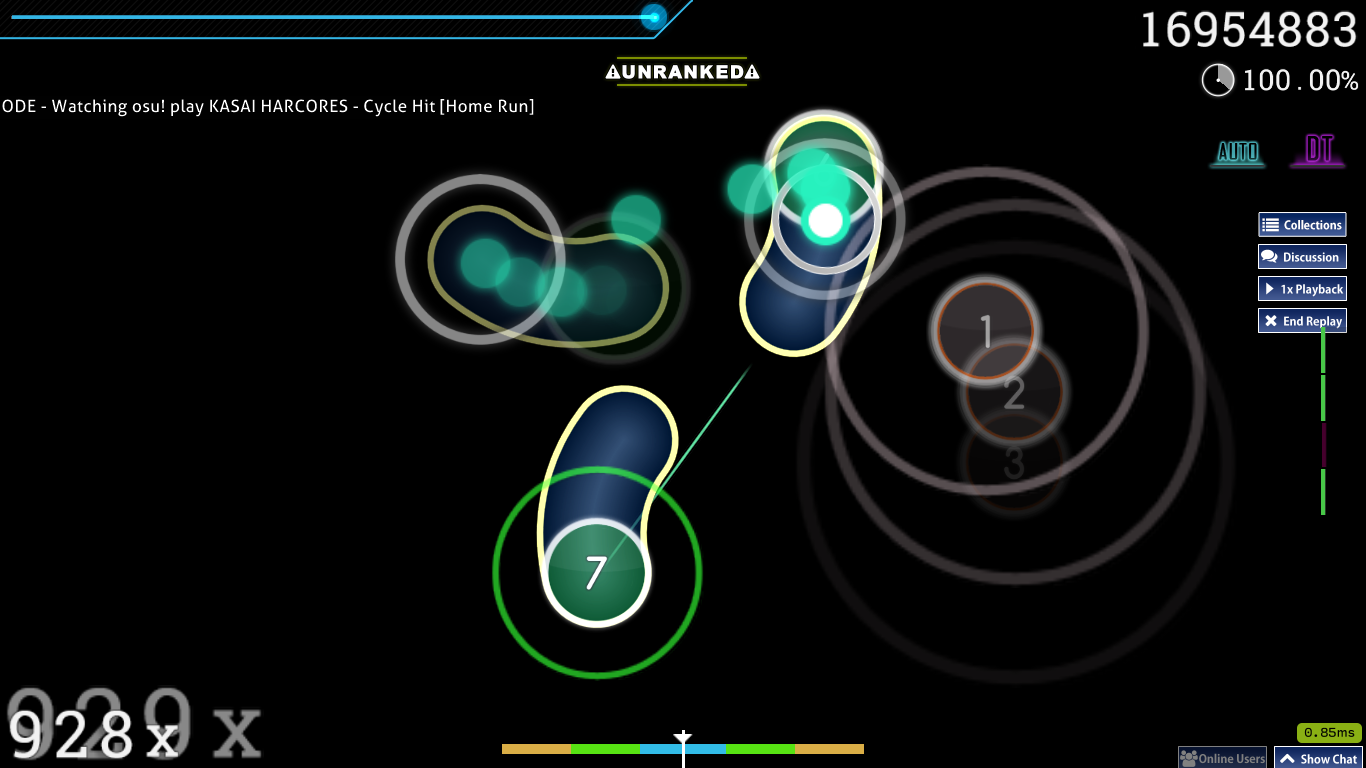 16954883
⚠UNRANKED⚠
100.00%
ODE - Watching osu! play KASAI HARCORES - Cycle Hit [Home Run]
AUTO DT
Collections
Discussion
1x Playback
End Replay
1
2
3
7
929x
928x
0.85ms
Online Users
Show Chat